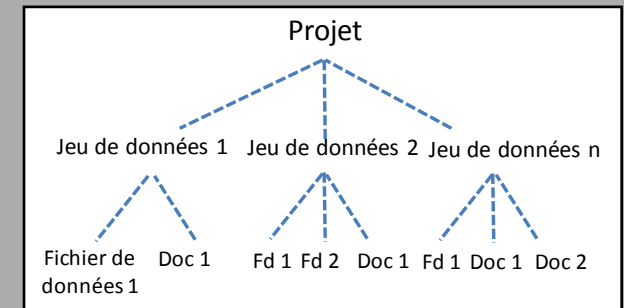 Projet
Jeu de données 1 Jeu de données 2 Jeu de données n
Fichier de données 1 Doc 1 Fd 1 Fd 2 Doc 1 Fd 1 Doc 1 Doc 2